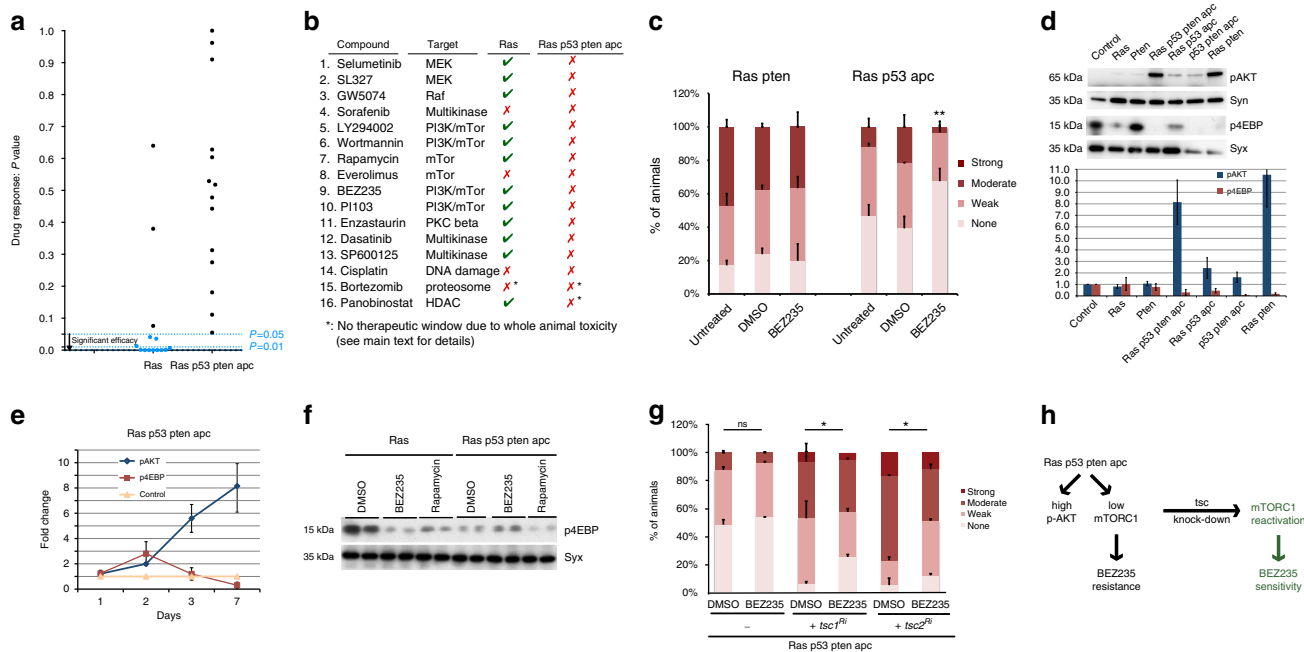 a
Drug response: P value
1.0
0.9
0.8
0.7
0.6
0.5
0.4
0.3
0.2
0.1
0.0
Significant efficacy
P=0.05
P=0.01
Ras
Ras p53 pten apc
b
Compound Target Ras Ras p53 pten apc
1. Selumetinib MEK ✔ ✗
2. SL327 MEK ✔ ✗
3. GW5074 Raf ✔ ✗
4. Sorafenib Multikinase ✗ ✗
5. LY294002 PI3K/mTor ✔ ✗
6. Wortmannin PI3K/mTor ✔ ✗
7. Rapamycin mTor ✔ ✗
8. Everolimus mTor ✗ ✗
9. BEZ235 PI3K/mTor ✔ ✗
10. PI103 PI3K/mTor ✔ ✗
11. Enzastaurin PKC beta ✔ ✗
12. Dasatinib Multikinase ✔ ✗
13. SP600125 Multikinase ✔ ✗
14. Cisplatin DNA damage ✗ ✗
15. Bortezomib proteosome ✗* ✗*
16. Panobinostat HDAC ✔ ✗*
*: No therapeutic window due to whole animal toxicity
(see main text for details)
c
Ras pten
Ras p53 apc
% of animals
120%
100%
80%
60%
40%
20%
0%
**
Strong
Moderate
Weak
None
Untreated
DMSO
BEZ235
Untreated
DMSO
BEZ235
d
Control
Ras
Pten
Ras p53 pten apc
Ras p53 apc
p53 pten apc
Ras pten
65 kDa pAKT
35 kDa Syn
15 kDa p4EBP
35 kDa Syx
11.0
10.0
9.0
8.0
7.0
6.0
5.0
4.0
3.0
2.0
1.0
0.0
pAKT
p4EBP
Control
Ras
Pten
Ras p53 pten apc
Ras p53 apc
p53 pten apc
Ras pten
e
Ras p53 pten apc
Fold change
10
8
6
4
2
0
pAKT
p4EBP
Control
1 2 3 7
Days
f
Ras
Ras p53 pten apc
DMSO
BEZ235
Rapamycin
DMSO
BEZ235
Rapamycin
15 kDa p4EBP
35 kDa Syx
g
% of animals
120%
100%
80%
60%
40%
20%
0%
ns
*
*
Strong
Moderate
Weak
None
DMSO BEZ235 DMSO BEZ235 DMSO BEZ235
– + tsc1Ri + tsc2Ri
Ras p53 pten apc
h
Ras p53 pten apc
high
p-AKT
low
mTORC1
tsc
knock-down
mTORC1
reactivation
BEZ235
resistance
BEZ235
sensitivity